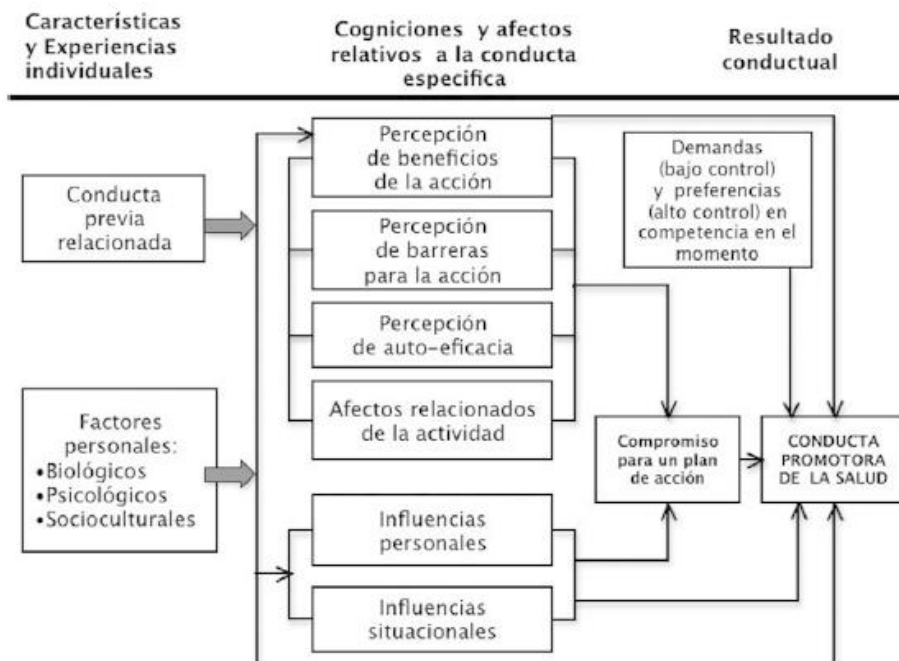 Características
y Experiencias
individuales
Cogniciones y afectos
relativos a la conducta
especifica
Resultado
conductual
Conducta
previa
relacionada
Factores
personales:
•Biológicos
•Psicológicos
•Socioculturales
Percepción
de beneficios
de la acción
Percepción
de barreras
para la acción
Percepción
de auto-eficacia
Afectos relacionados
de la actividad
Influencias
personales
Influencias
situacionales
Demandas
(bajo control)
y preferencias
(alto control) en
competencia en el
momento
Compromiso
para un plan
de acción
CONDUCTA
PROMOTORA
DE LA SALUD